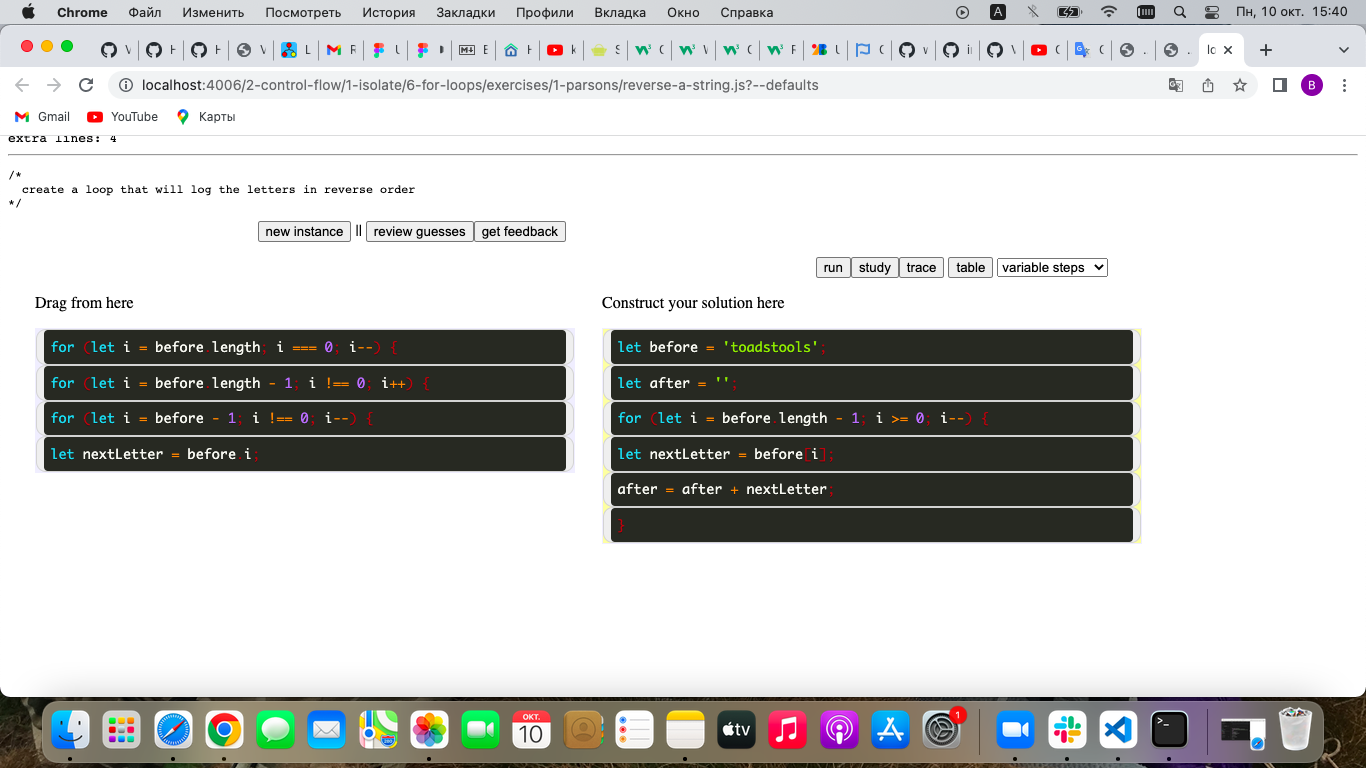 Chrome Файл Изменить Посмотреть История Закладки Профили Вкладка Окно Справка A Пн, 10 окт. 15:40
localhost:4006/2-control-flow/1-isolate/6-for-loops/exercises/1-parsons/reverse-a-string.js?--defaults B
Gmail YouTube Карты
extra lines: 4
/*
create a loop that will log the letters in reverse order
*/
new instance || review guesses get feedback
run study trace table variable steps
Drag from here
for (let i = before.length; i === 0; i--) {
for (let i = before.length - 1; i !== 0; i++) {
for (let i = before - 1; i !== 0; i--) {
let nextLetter = before.i;
Construct your solution here
let before = 'toadstools';
let after = '';
for (let i = before.length - 1; i >= 0; i--) {
let nextLetter = before[i];
after = after + nextLetter;
}
ОКТ.
10
tv
1